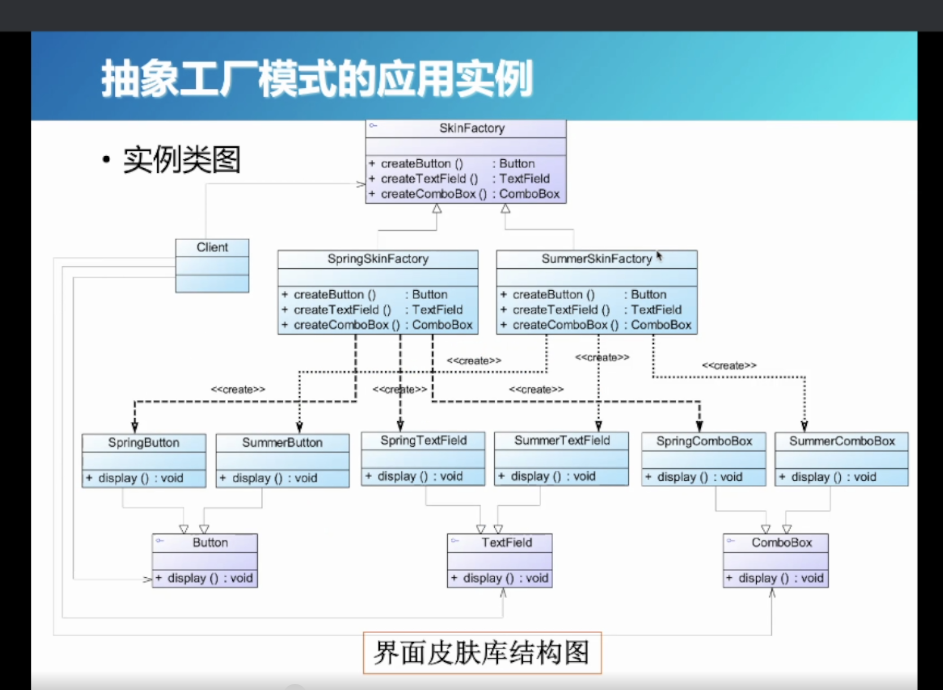 抽象工厂模式的应用实例
• 实例类图
SkinFactory
+ createButton () : Button
+ createTextField () : TextField
+ createComboBox () : ComboBox
Client
SpringSkinFactory
+ createButton () : Button
+ createTextField () : TextField
+ createComboBox () : ComboBox
SummerSkinFactory
+ createButton () : Button
+ createTextField () : TextField
+ createComboBox () : ComboBox
<<create>>
<<create>>
<<create>>
<<create>>
<<create>>
<<create>>
SpringButton
+ display () : void
SummerButton
+ display () : void
SpringTextField
+ display () : void
SummerTextField
+ display () : void
SpringComboBox
+ display () : void
SummerComboBox
+ display () : void
Button
+ display () : void
TextField
+ display () : void
ComboBox
+ display () : void
界面皮肤库结构图